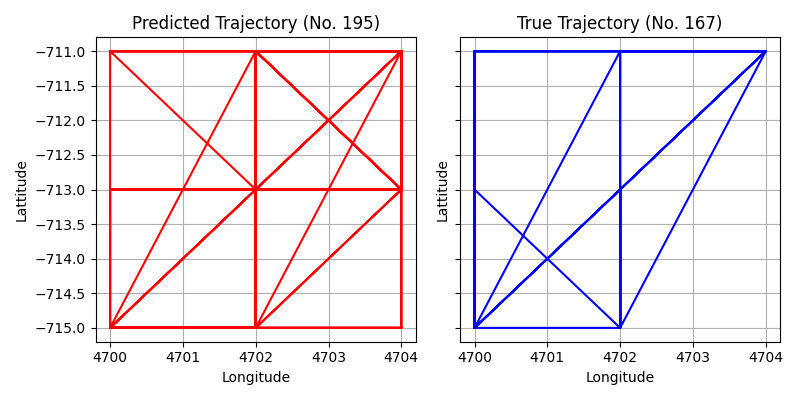 Predicted Trajectory (No. 195)
True Trajectory (No. 167)
−711.0
−711.5
−712.0
−712.5
−713.0
−713.5
−714.0
−714.5
−715.0
Lattitude
Lattitude
4700 4701 4702 4703 4704
4700 4701 4702 4703 4704
Longitude
Longitude